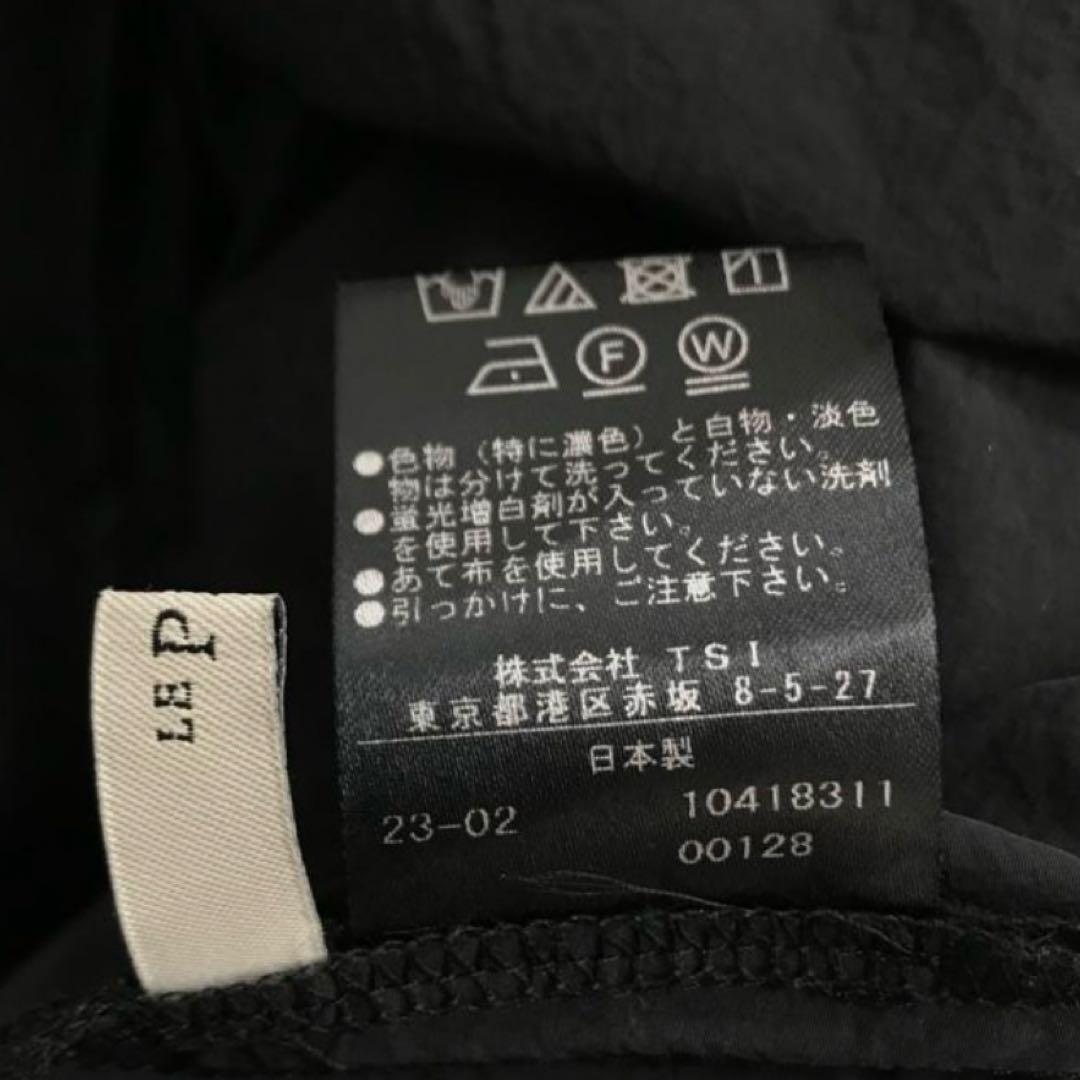 F W
●色物（特に濃色）と白物・淡色
物は分けて洗ってください。
●蛍光増白剤が入っていない洗剤
を使用して下さい。
●あて布を使用してください。
●引っかけに、ご注意下さい。
株式会社 TSI
東京都港区赤坂 8-5-27
日本製
23-02 10418311
00128
LE P